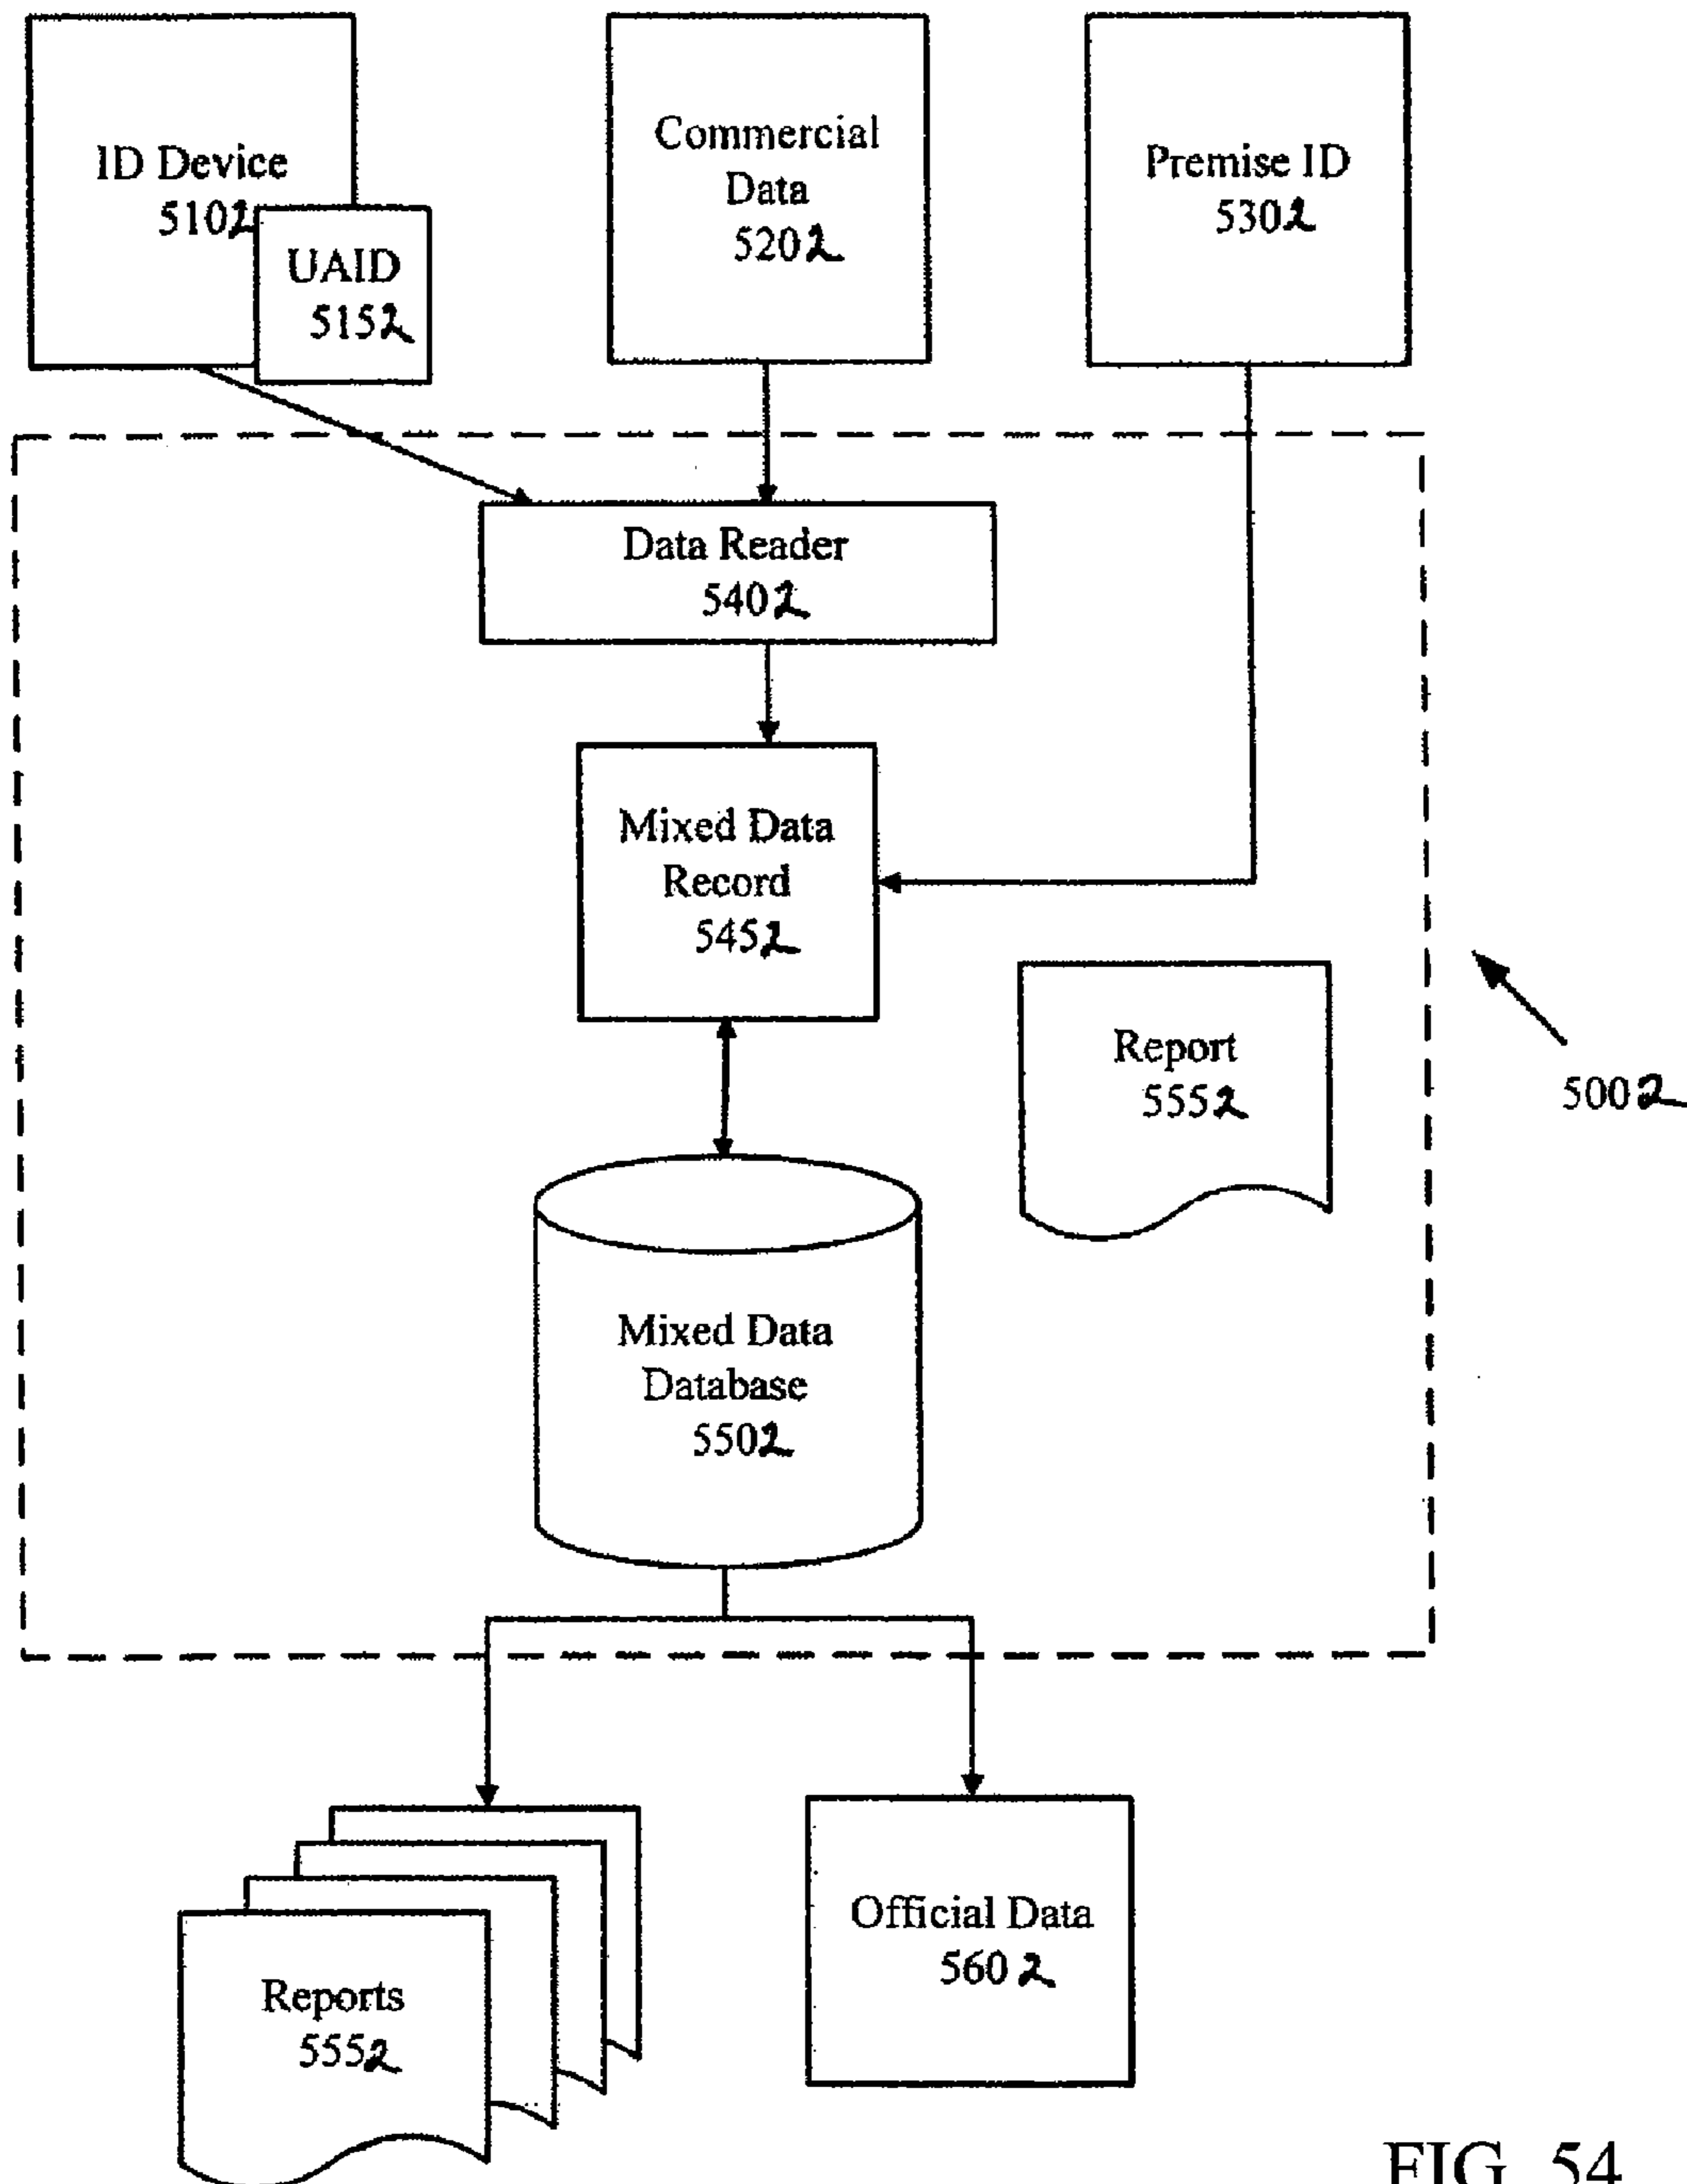 ID Device
5102
UAID
5152
Commercial
Data
5202
Premise ID
5302
Data Reader
5402
Mixed Data
Record
5452
Report
5552
5002
Mixed Data
Database
5502
Reports
5552
Official Data
5602
FIG. 54